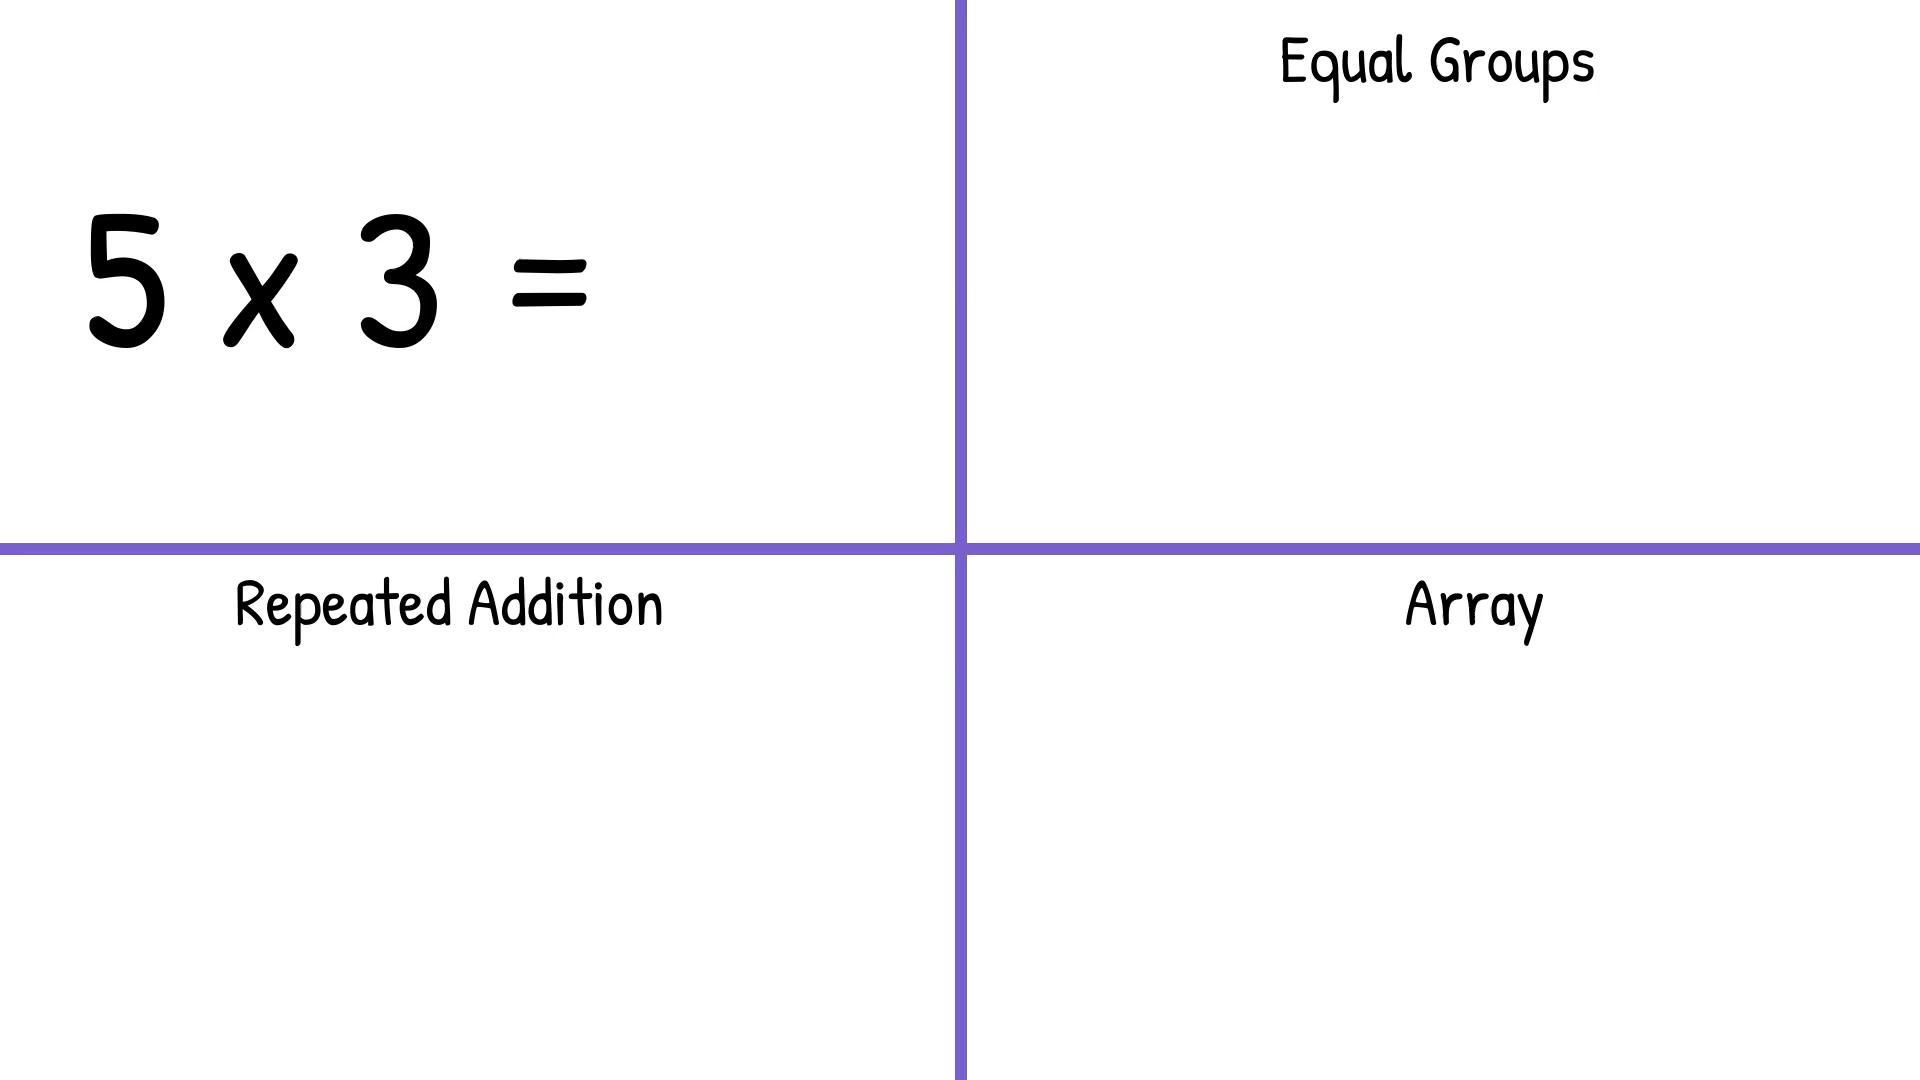 5 x 3 =
Equal Groups
Repeated Addition
Array